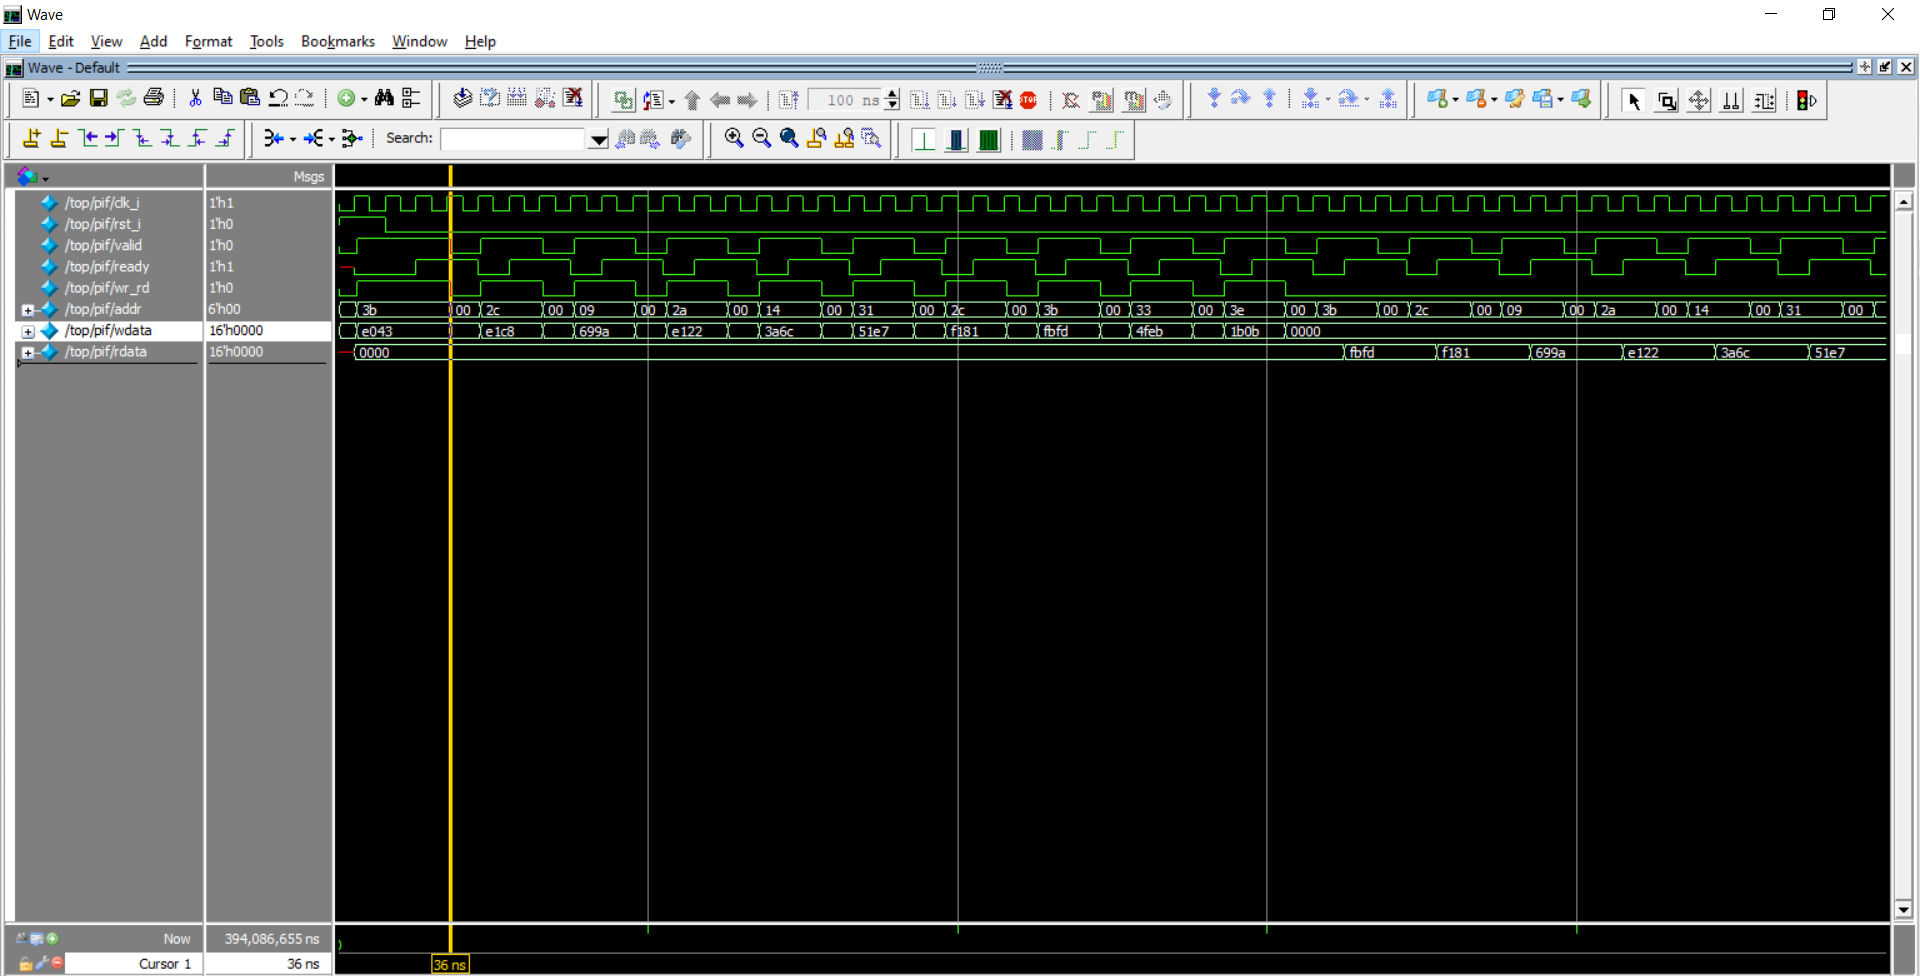 Wave
File Edit View Add Format Tools Bookmarks Window Help
Wave - Default
100 ns STOP
Search:
Msgs
/top/pif/clk_i 1'h1
/top/pif/rst_i 1'h0
/top/pif/valid 1'h0
/top/pif/ready 1'h1
/top/pif/wr_rd 1'h0
/top/pif/addr 6'h00 3b 00 2c 00 09 00 2a 00 14 00 31 00 2c 00 3b 00 33 00 3e 00 3b 00 2c 00 09 00 2a 00 14 00 31 00
/top/pif/wdata 16'h0000 e043 e1c8 699a e122 3a6c 51e7 f181 fbfd 4feb 1b0b 0000
/top/pif/rdata 16'h0000 0000 fbfd f181 699a e122 3a6c 51e7
Now 394,086,655 ns
Cursor 1 36 ns 36 ns